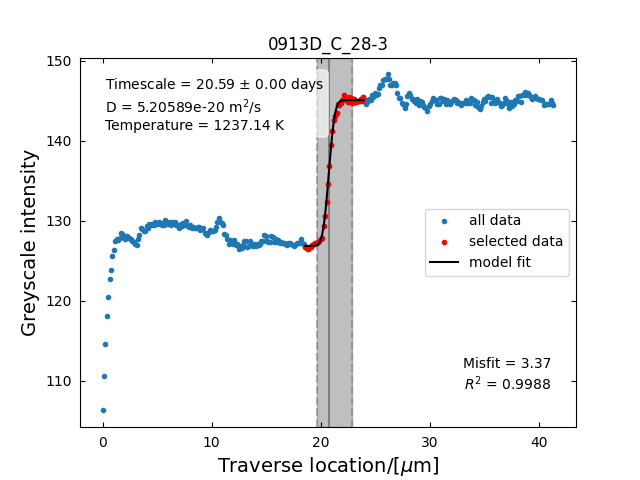 0913D_C_28-3
Timescale = 20.59 ± 0.00 days
D = 5.20589e-20 m²/s
Temperature = 1237.14 K
150
140
130
120
110
Greyscale intensity
all data
selected data
model fit
Misfit = 3.37
R² = 0.9988
0 10 20 30 40
Traverse location/[μm]